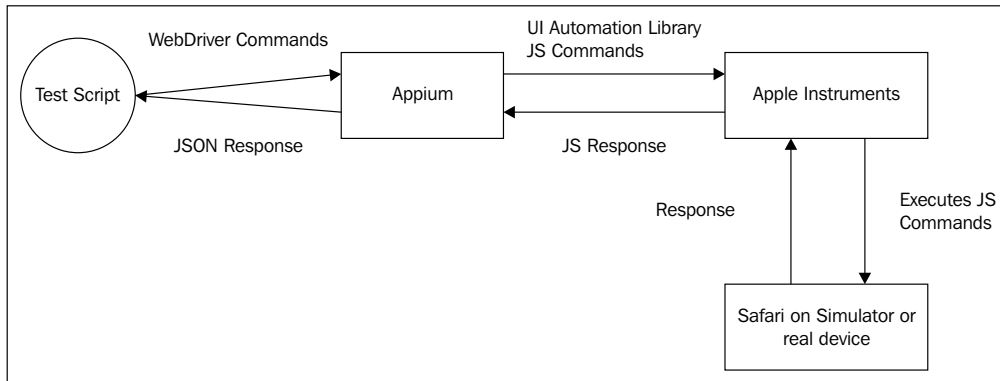 WebDriver Commands
UI Automation Library
JS Commands
Test Script
Appium
Apple Instruments
JSON Response
JS Response
Response
Executes JS
Commands
Safari on Simulator or
real device